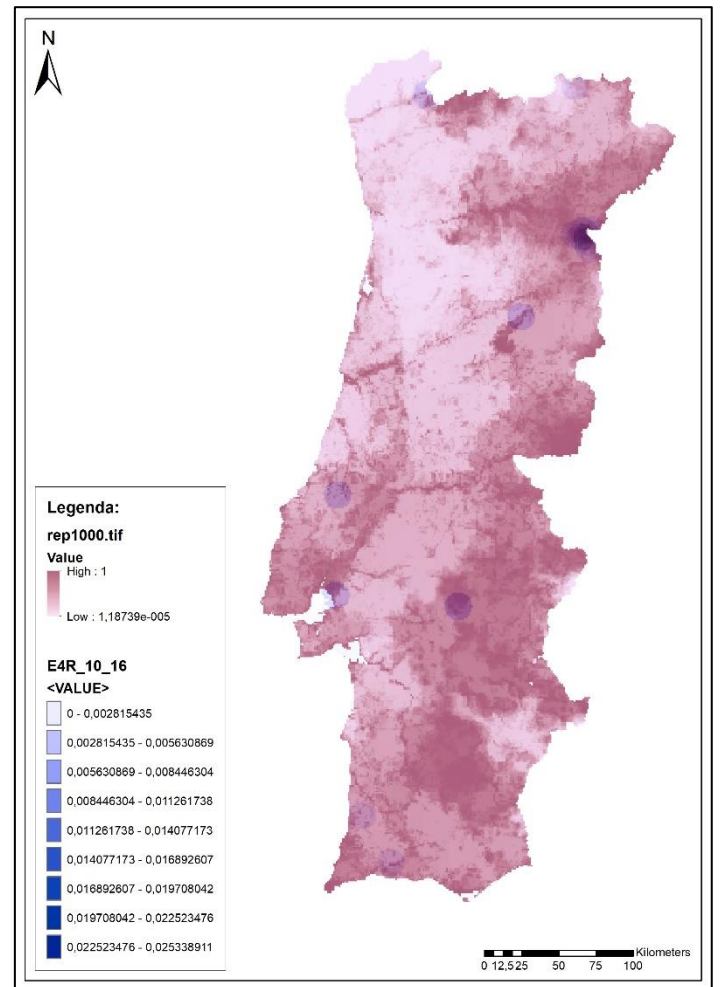 N
Legenda:
rep1000.tif
Value
High : 1
Low : 1,18739e-005
E4R_10_16
<VALUE>
0 - 0,002815435
0,002815435 - 0,005630869
0,005630869 - 0,008446304
0,008446304 - 0,011261738
0,011261738 - 0,014077173
0,014077173 - 0,016892607
0,016892607 - 0,019708042
0,019708042 - 0,022523476
0,022523476 - 0,025338911
Kilometers
0 12,525 50 75 100